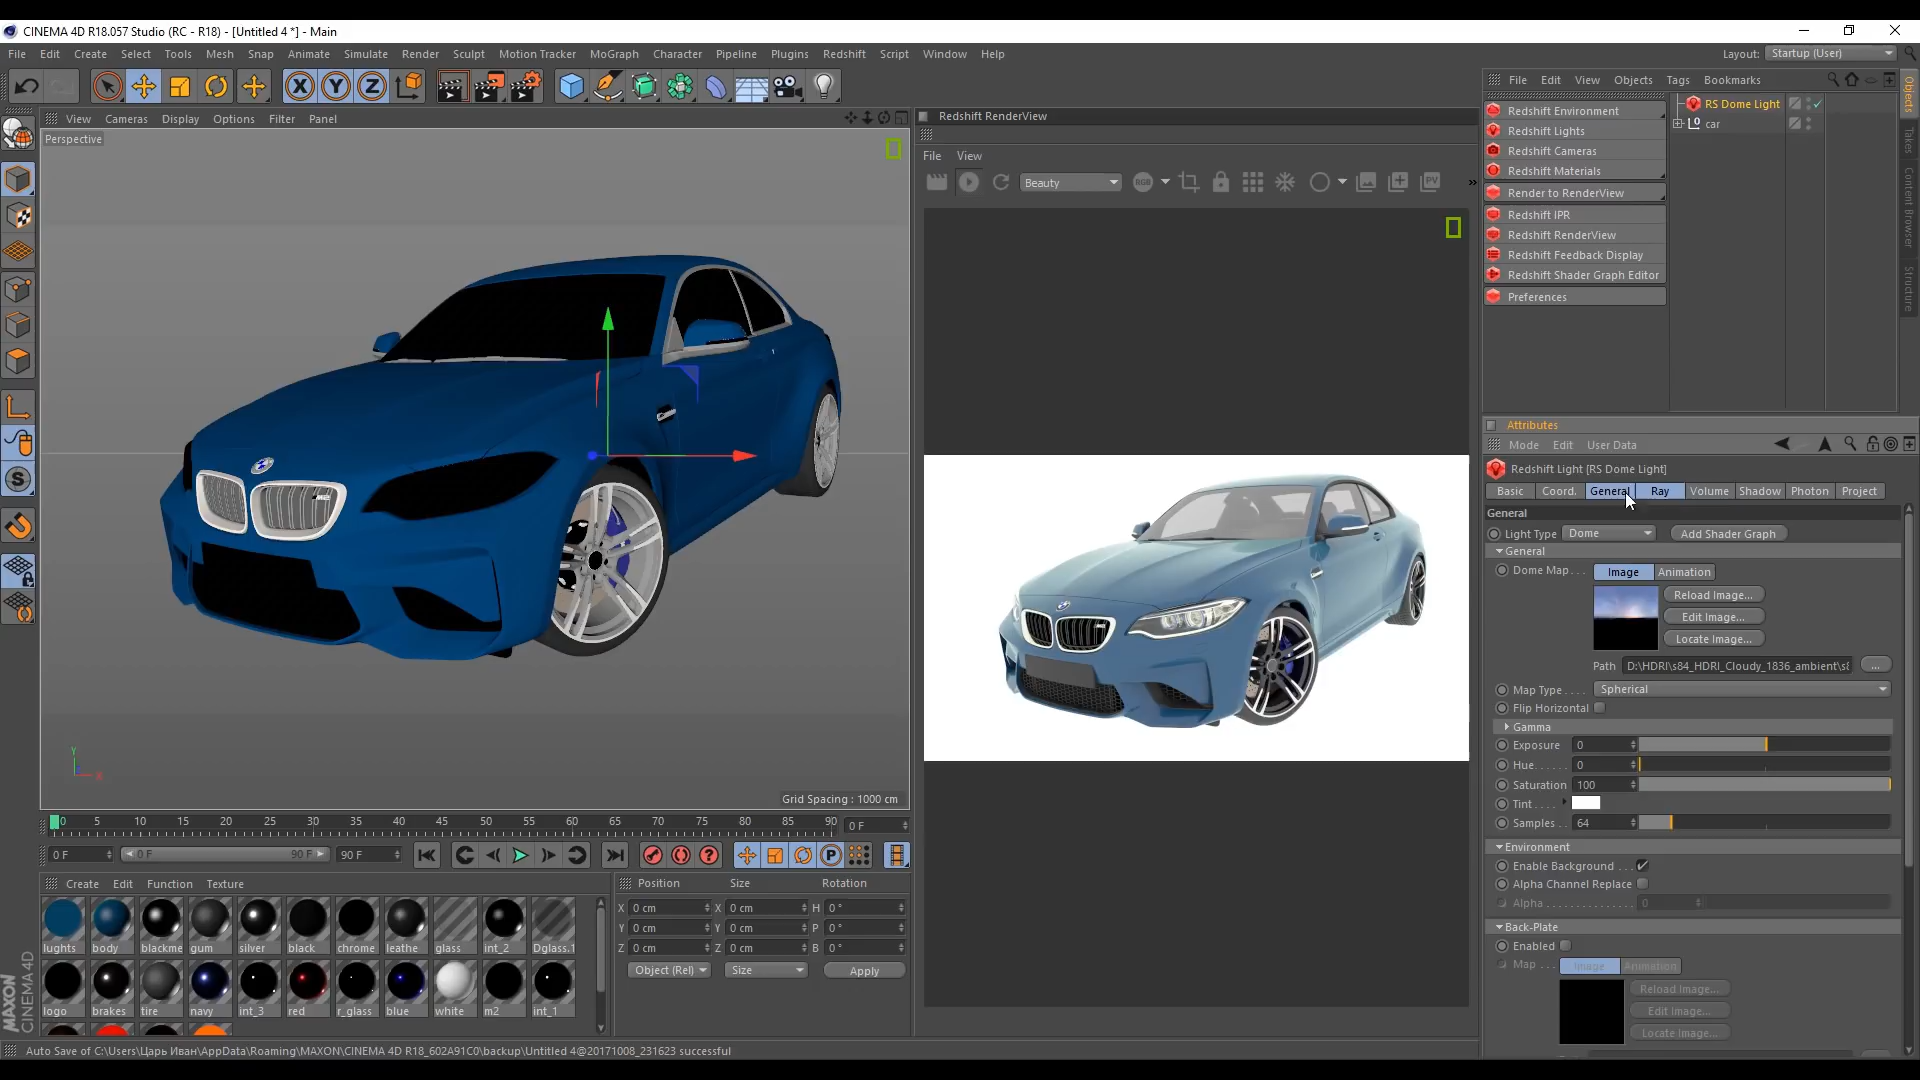 CINEMA 4D R18.057 Studio (RC - R18) - [Untitled 4 *] - Main
File Edit Create Select Tools Mesh Snap Animate Simulate Render Sculpt Motion Tracker MoGraph Character Pipeline Plugins Redshift Script Window Help
Layout: Startup (User)
X Y Z
View Cameras Display Options Filter Panel
Perspective
Grid Spacing : 1000 cm
Redshift RenderView
File View
Beauty
RGB
PV
File Edit View Objects Tags Bookmarks
Redshift Environment
Redshift Lights
Redshift Cameras
Redshift Materials
Render to RenderView
Redshift IPR
Redshift RenderView
Redshift Feedback Display
Redshift Shader Graph Editor
Preferences
RS Dome Light
car
Objects
Takes
Content Browser
Structure
Attributes
Mode Edit User Data
Redshift Light [RS Dome Light]
Basic Coord. General Ray Volume Shadow Photon Project
General
Light Type Dome Add Shader Graph
General
Dome Map . . . Image Animation
Reload Image...
Edit Image...
Locate Image...
Path D:\HDRI\s84_HDRI_Cloudy_1836_ambient\s
...
Map Type . . . . Spherical
Flip Horizontal
Gamma
Exposure 0
Hue . . . . . 0
Saturation 100
Tint . . . .
Samples . . 64
Environment
Enable Background . . .
Alpha Channel Replace
Alpha . . . . . . . . . . . . . . . 0
Back-Plate
Enabled
Map . . . Image Animation
Reload Image...
Edit Image...
Locate Image...
0 5 10 15 20 25 30 35 40 45 50 55 60 65 70 75 80 85 90 0 F
0 F 0 F 90 F 90 F
Create Edit Function Texture
lughts body blackme gum silver black chrome leathe glass int_2 Dglass.1
logo brakes tire navy int_3 red r_glass blue white m2 int_1
Position Size Rotation
X 0 cm X 0 cm H 0 °
Y 0 cm Y 0 cm P 0 °
Z 0 cm Z 0 cm B 0 °
Object (Rel) Size Apply
MAXON
CINEMA 4D
Auto Save of C:\Users\Царь Иван\AppData\Roaming\MAXON\CINEMA 4D R18_602A91C0\backup\Untitled 4@20171008_231623 successful